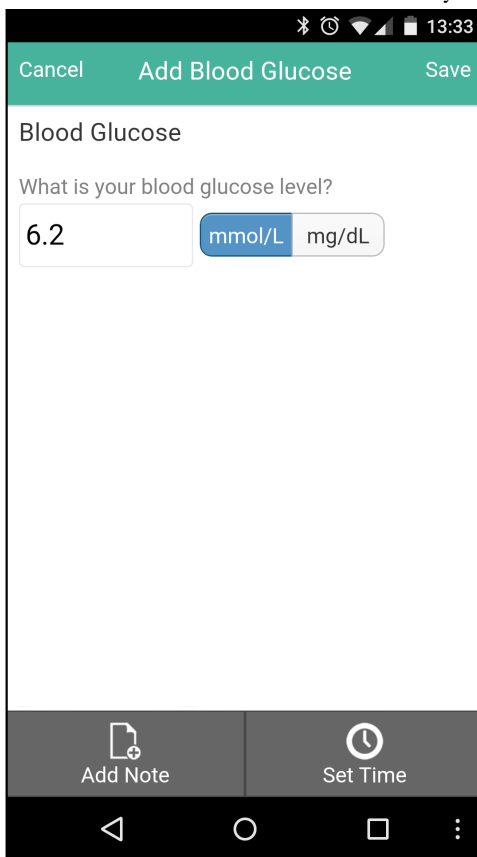 13:33
Cancel Add Blood Glucose Save
Blood Glucose
What is your blood glucose level?
6.2 mmol/L mg/dL
Add Note Set Time